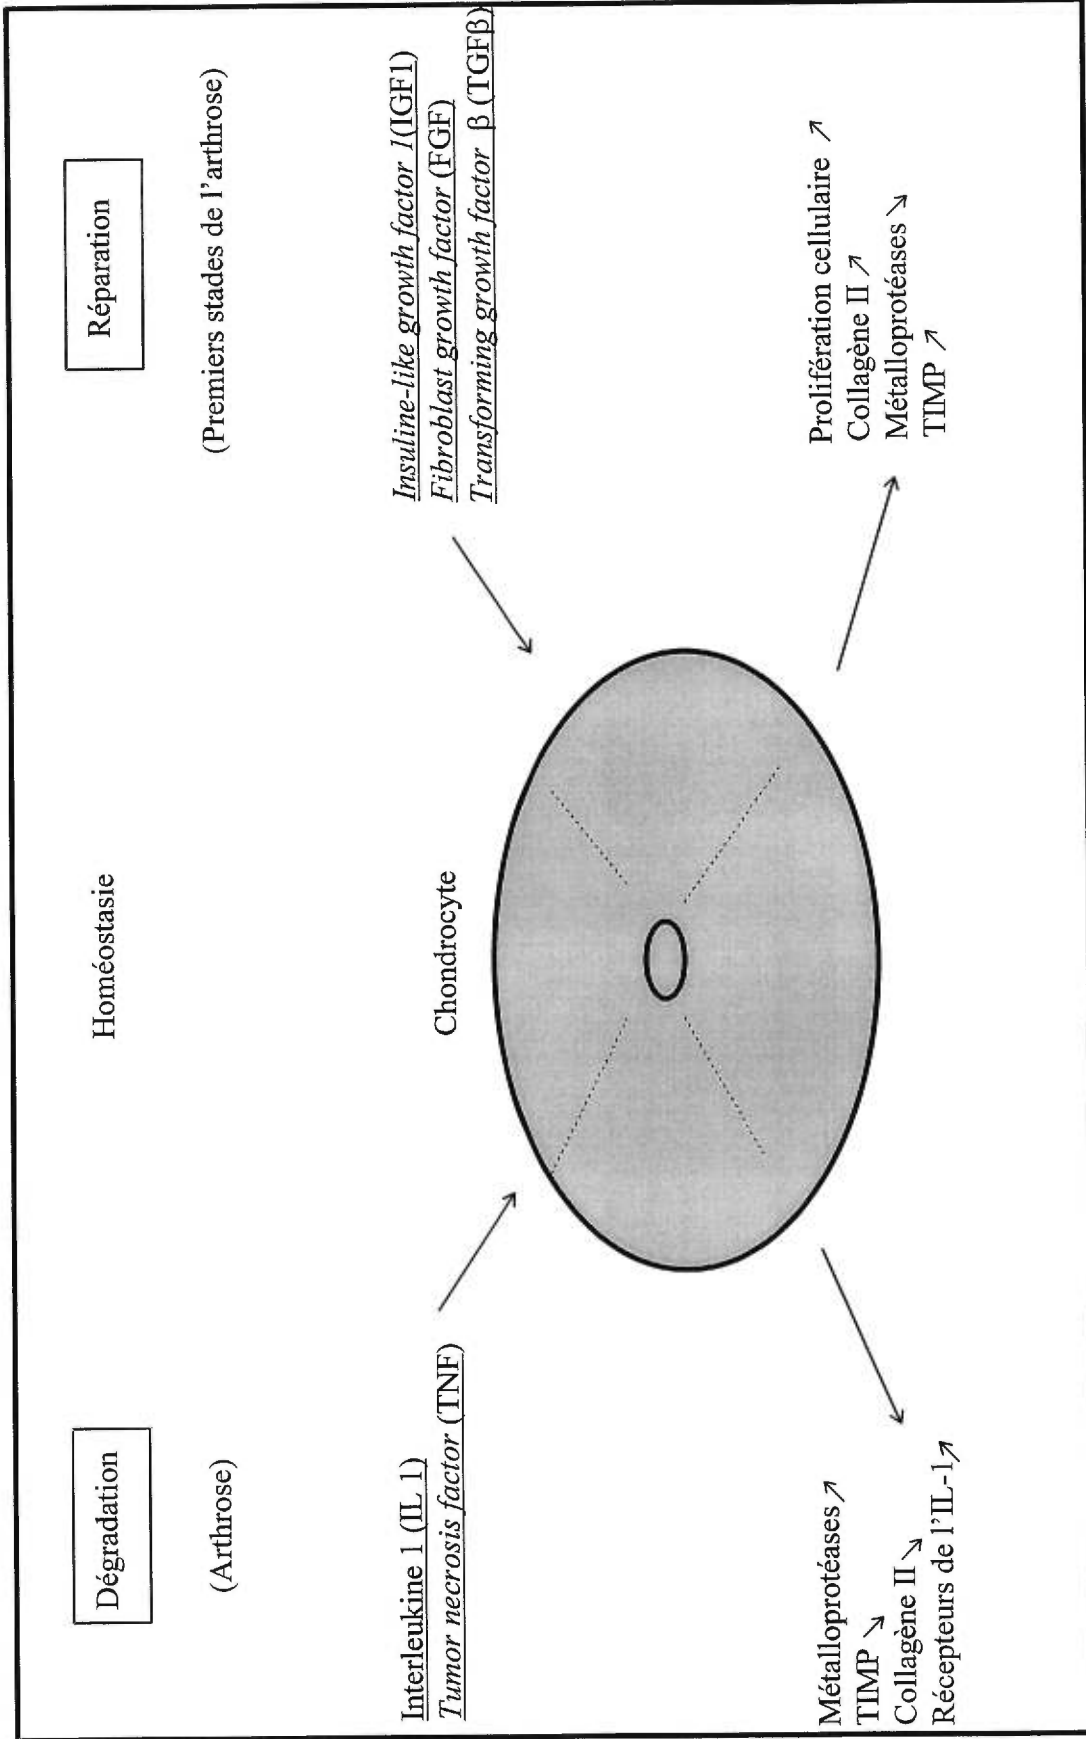 Dégradation
Homéostasie
Réparation
(Arthrose)
(Premiers stades de l'arthrose)
Interleukine 1 (IL 1)
Tumor necrosis factor (TNF)
Chondrocyte
Insuline-like growth factor 1(IGF1)
Fibroblast growth factor (FGF)
Transforming growth factor β (TGFβ)
Métalloprotéases ↗
TIMP ↘
Collagène II ↘
Récepteurs de l'IL-1 ↗
Prolifération cellulaire ↗
Collagène II ↗
Métalloprotéases ↘
TIMP ↗